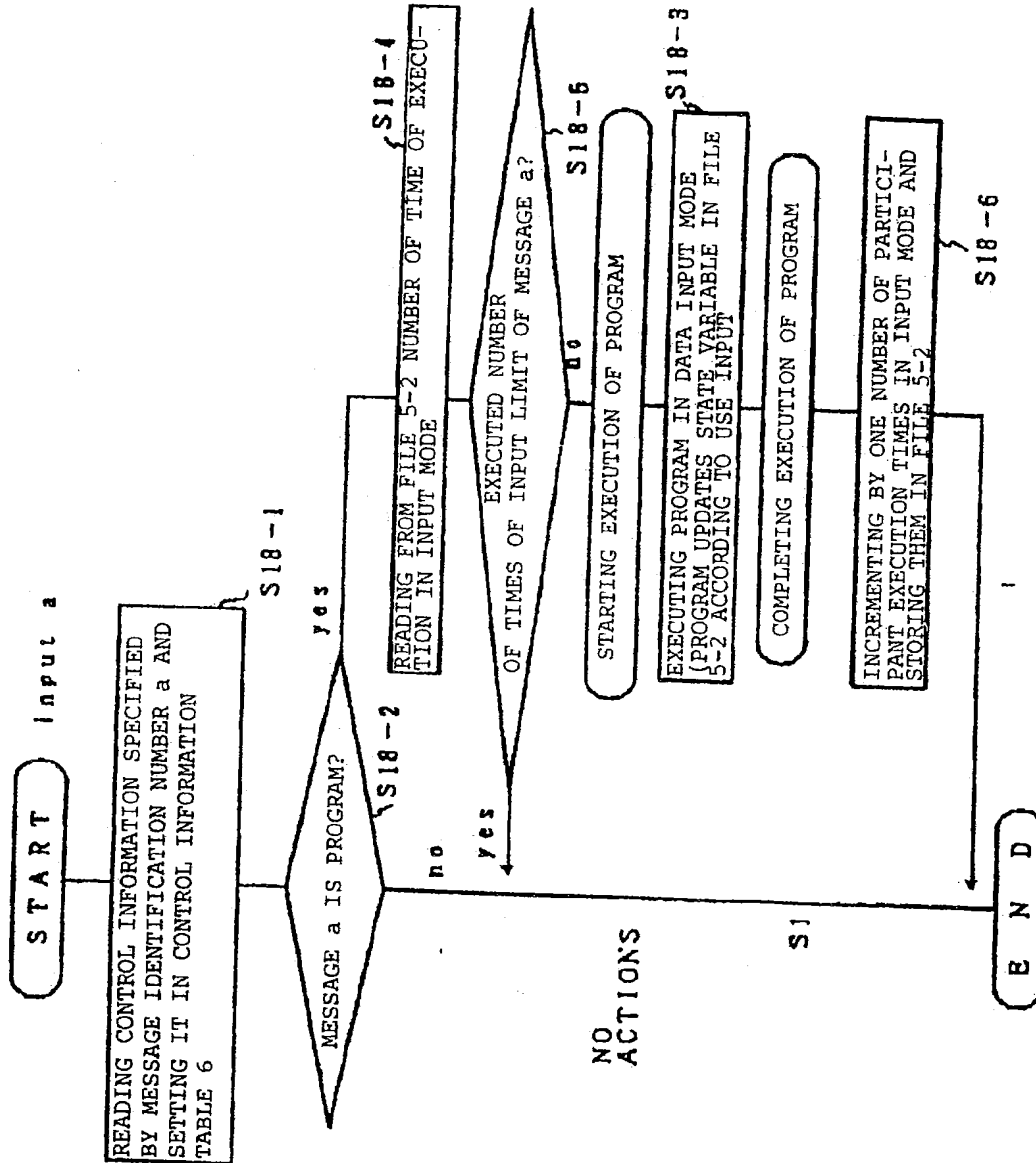 START
input a
READING CONTROL INFORMATION SPECIFIED
BY MESSAGE IDENTIFICATION NUMBER a AND
SETTING IT IN CONTROL INFORMATION
TABLE 6
S18-1
MESSAGE a IS PROGRAM?
S18-2
yes
no
READING FROM FILE 5-2 NUMBER OF TIME OF EXECU-
TION IN INPUT MODE
S18-4
EXECUTED NUMBER
OF TIMES OF INPUT LIMIT OF MESSAGE a?
S18-6
yes
no
STARTING EXECUTION OF PROGRAM
EXECUTING PROGRAM IN DATA INPUT MODE
(PROGRAM UPDATES STATE VARIABLE IN FILE
5-2 ACCORDING TO USE INPUT
S18-3
COMPLETING EXECUTION OF PROGRAM
INCREMENTING BY ONE NUMBER OF PARTICI-
PANT EXECUTION TIMES IN INPUT MODE AND
STORING THEM IN FILE 5-2
S18-6
NO
ACTIONS
S1
END